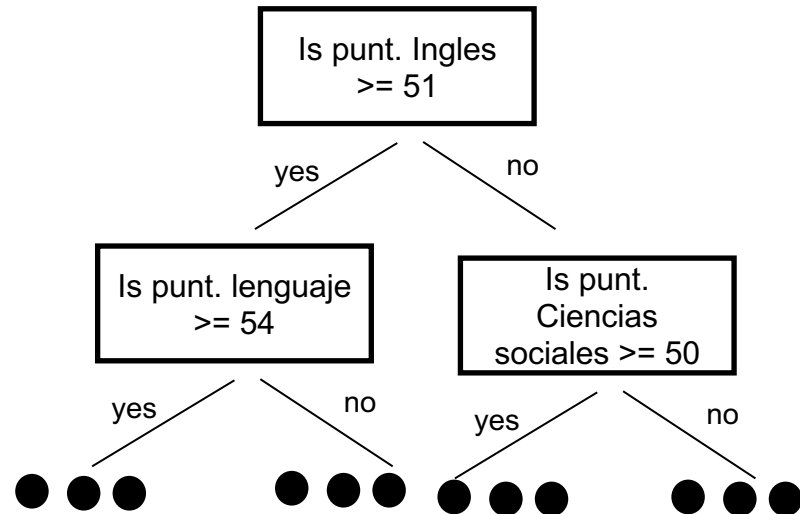 Is punt. Ingles
>= 51
yes
no
Is punt. lenguaje
>= 54
Is punt.
Ciencias
sociales >= 50
yes
no
yes
no